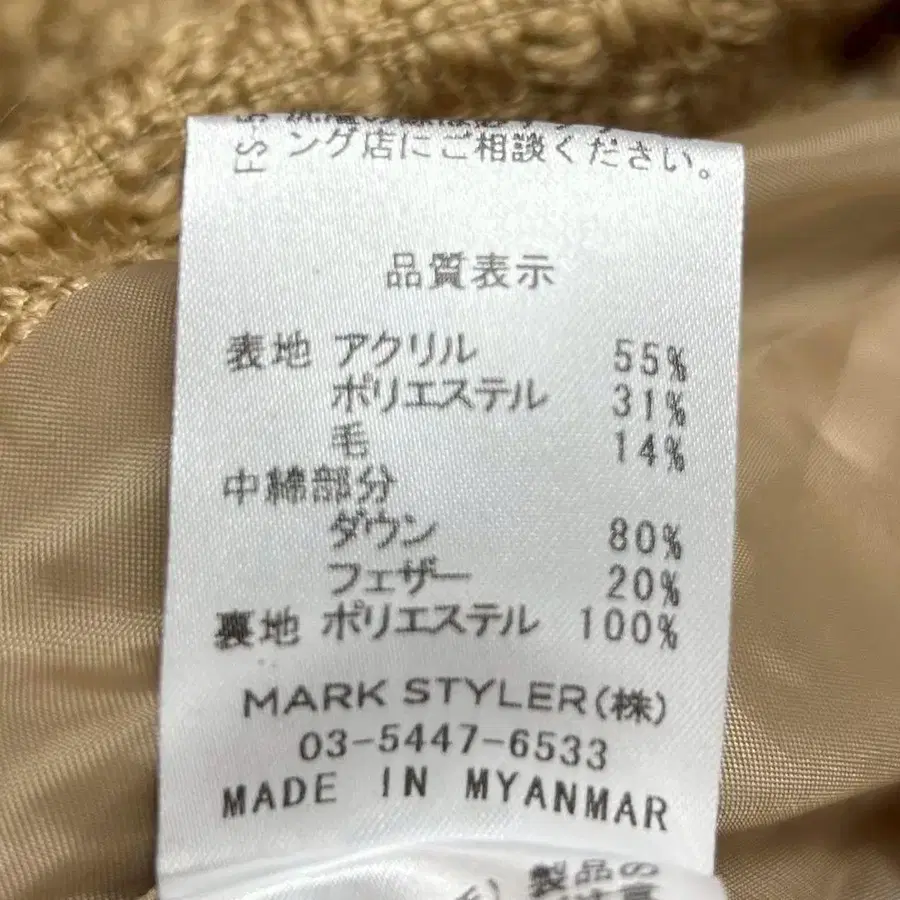 FS-
ング店にご相談ください。
品質表示
表地 アクリル 55%
ポリエステル 31%
毛 14%
中綿部分
ダウン 80%
フェザー 20%
裏地 ポリエステル 100%
MARK STYLER(株)
03-5447-6533
MADE IN MYANMAR
製品の